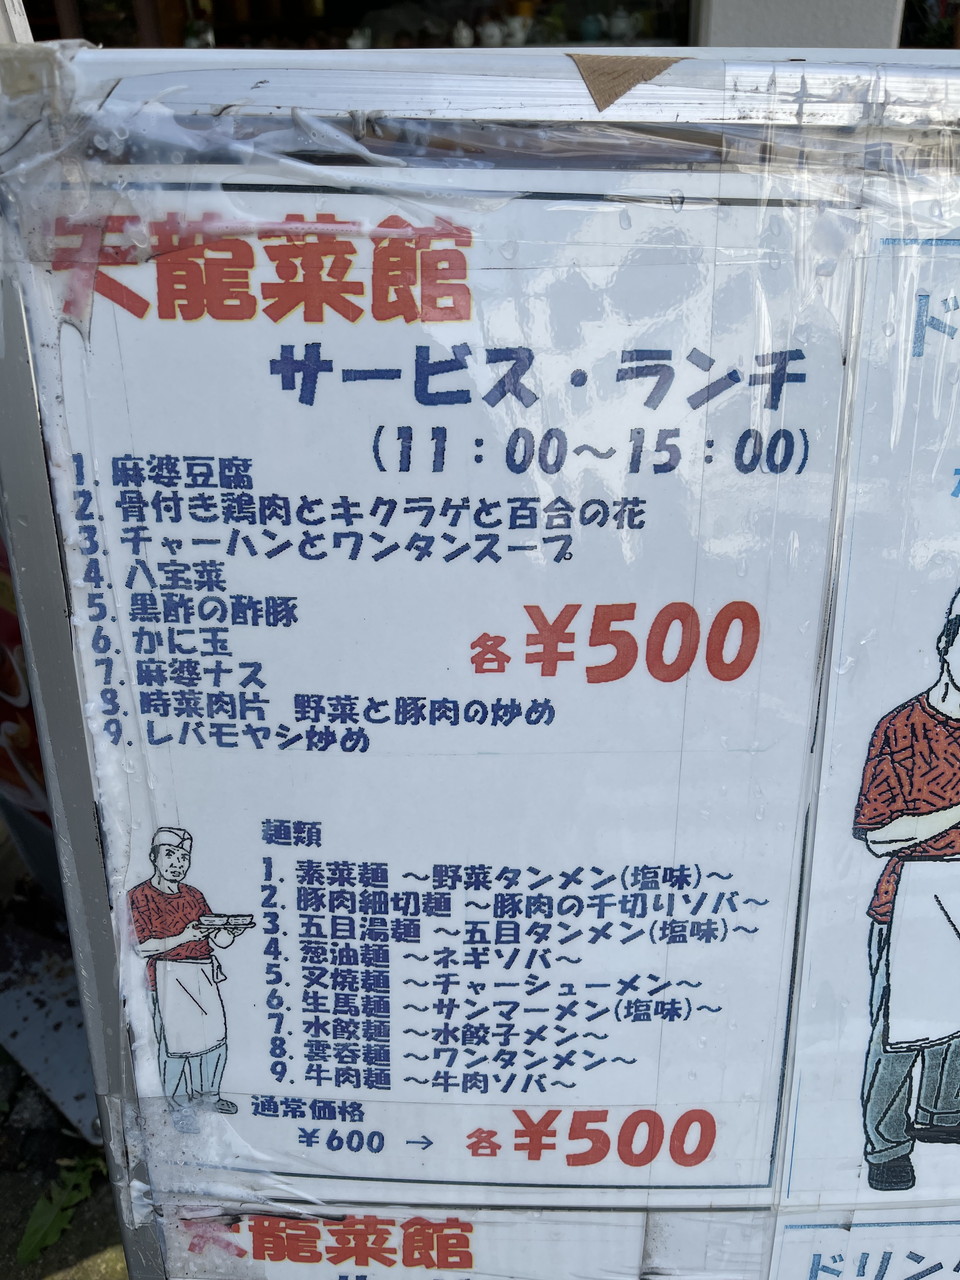 天龍菜館
サービス・ランチ
(11：00～15：00)
1. 麻婆豆腐
2. 骨付き鶏肉とキクラゲと百合の花
3. チャーハンとワンタンスープ
4. 八宝菜
5. 黒酢の酢豚
6. かに玉
7. 麻婆ナス
8. 時菜肉片　野菜と豚肉の炒め
9. レバモヤシ炒め
各¥500
麺類
1. 素菜麺 ～野菜タンメン(塩味)～
2. 豚肉細切麺 ～豚肉の千切りソバ～
3. 五目湯麺 ～五目タンメン(塩味)～
4. 葱油麺 ～ネギソバ～
5. 叉焼麺 ～チャーシューメン～
6. 生馬麺 ～サンマーメン(塩味)～
7. 水餃麺 ～水餃子メン～
8. 雲呑麺 ～ワンタンメン～
9. 牛肉麺 ～牛肉ソバ～
通常価格
¥600 → 各¥500
天龍菜館
ド
ドリン